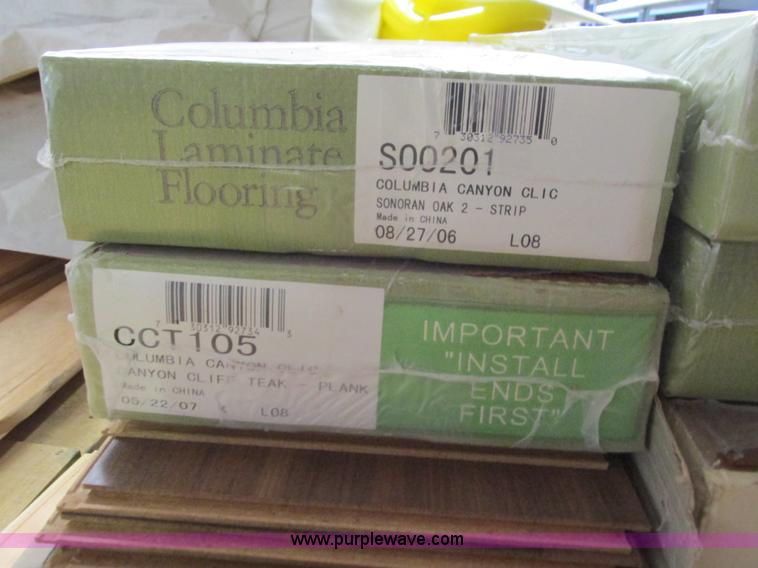 Columbia
Laminate
Flooring
7 30312 92735 0
S00201
COLUMBIA CANYON CLIC
SONORAN OAK 2 - STRIP
Made in CHINA
08/27/06 L08
7 30312 92734 3
CCT105
COLUMBIA CANYON CLIC
CANYON CLIFF TEAK - PLANK
Made in CHINA
05/22/07 L08
IMPORTANT
"INSTALL
ENDS
FIRST"
www.purplewave.com